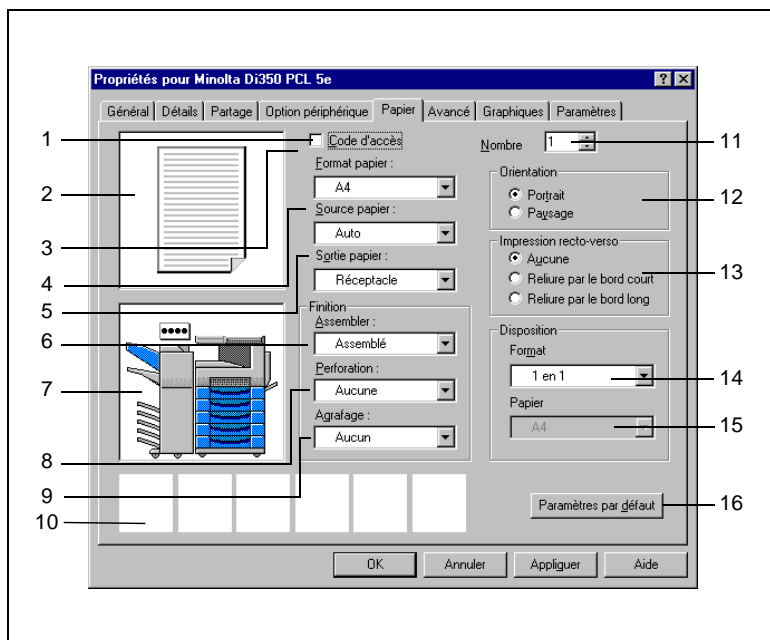 Propriétés pour Minolta Di350 PCL 5e
Général Détails Partage Option périphérique Papier Avancé Graphiques Paramètres
1
Code d'accès
2
3
Format papier :
A4
4
Source papier :
Auto
5
Sortie papier :
Réceptacle
Finition
6
Assembler :
Assemblé
7
8
Perforation :
Aucune
9
Agrafage :
Aucun
10
Nombre
1
11
Orientation
Portrait
Paysage
12
Impression recto-verso
Aucune
Reliure par le bord court
Reliure par le bord long
13
Disposition
Format
1 en 1
14
Papier
A4
15
Paramètres par défaut
16
OK Annuler Appliquer Aide